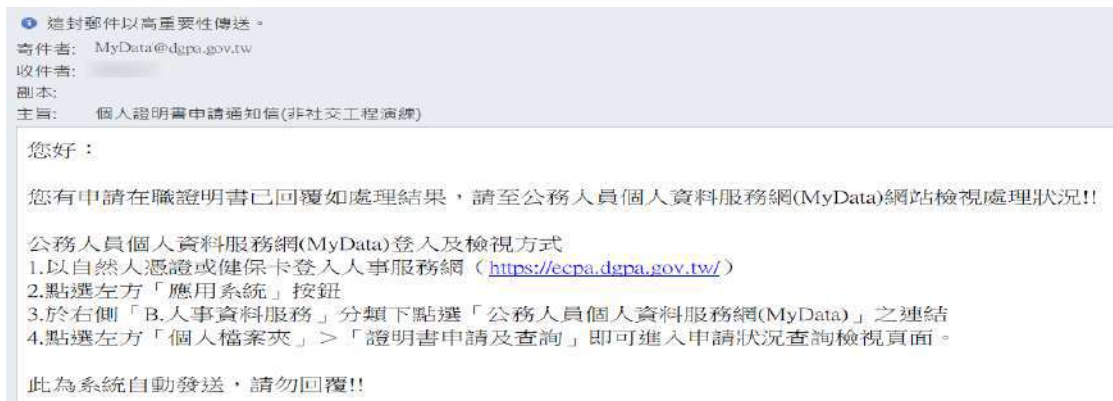 這封郵件以高重要性傳送。
寄件者: MyData@dgpa.gov.tw
收件者:
副本:
主旨: 個人證明書申請通知信(非社交工程演練)
您好：
您有申請在職證明書已回覆如處理結果，請至公務人員個人資料服務網(MyData)網站檢視處理狀況!!
公務人員個人資料服務網(MyData)登入及檢視方式
1.以自然人憑證或健保卡登入人事服務網（https://ecpa.dgpa.gov.tw/）
2.點選左方「應用系統」按鈕
3.於右側「B.人事資料服務」分類下點選「公務人員個人資料服務網(MyData)」之連結
4.點選左方「個人檔案夾」＞「證明書申請及查詢」即可進入申請狀況查詢檢視頁面。
此為系統自動發送，請勿回覆!!